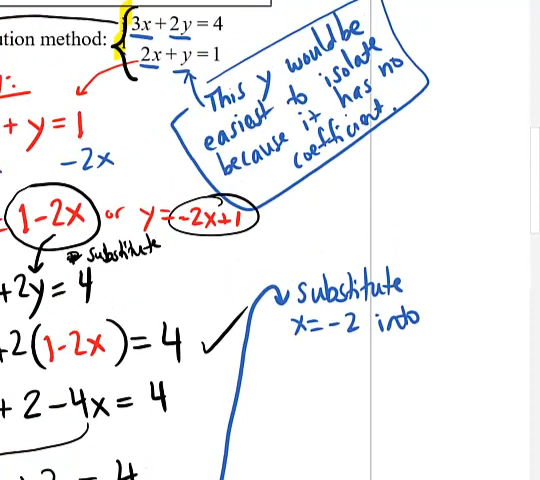 ution method: 3x + 2y = 4
2x + y = 1
This y would be
easiest to isolate
because it has no
coefficient.
+ y = 1
-2x
1-2x or y = -2x+1
substitute
+2y = 4
+2(1-2x) = 4 ✓
+ 2 - 4x = 4
substitute
x = -2 into